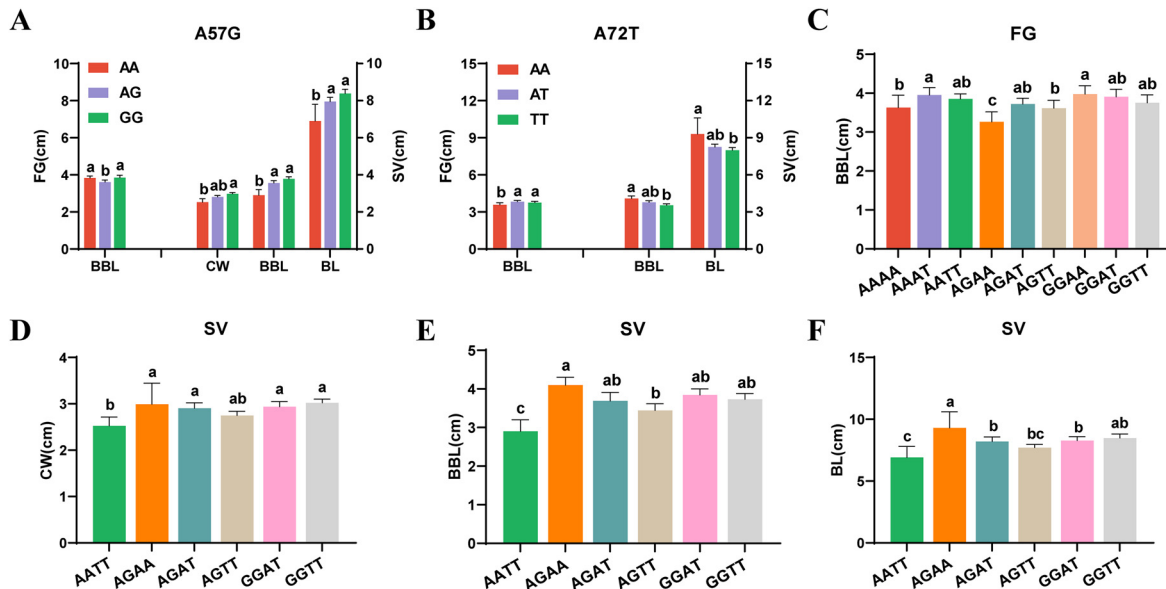 A
A57G
AA
AG
GG
FG(cm)
SV(cm)
10
8
6
4
2
0
10
8
6
4
2
0
a b a
b ab a
b a a
b a a
BBL
CW
BBL
BL
B
A72T
AA
AT
TT
FG(cm)
SV(cm)
15
12
9
6
3
0
15
12
9
6
3
0
b a a
a ab b
a ab b
BBL
BBL
BL
C
FG
BBL(cm)
5
4
3
2
1
0
b a ab c ab b a ab ab
AAAA AAAT AATT AGAA AGAT AGTT GGAA GGAT GGTT
D
SV
CW(cm)
4
3
2
1
0
b a a ab a a
AATT AGAA AGAT AGTT GGAT GGTT
E
SV
BBL(cm)
5
4
3
2
1
0
c a ab b ab ab
AATT AGAA AGAT AGTT GGAT GGTT
F
SV
BL(cm)
15
10
5
0
c a b bc b ab
AATT AGAA AGAT AGTT GGAT GGTT